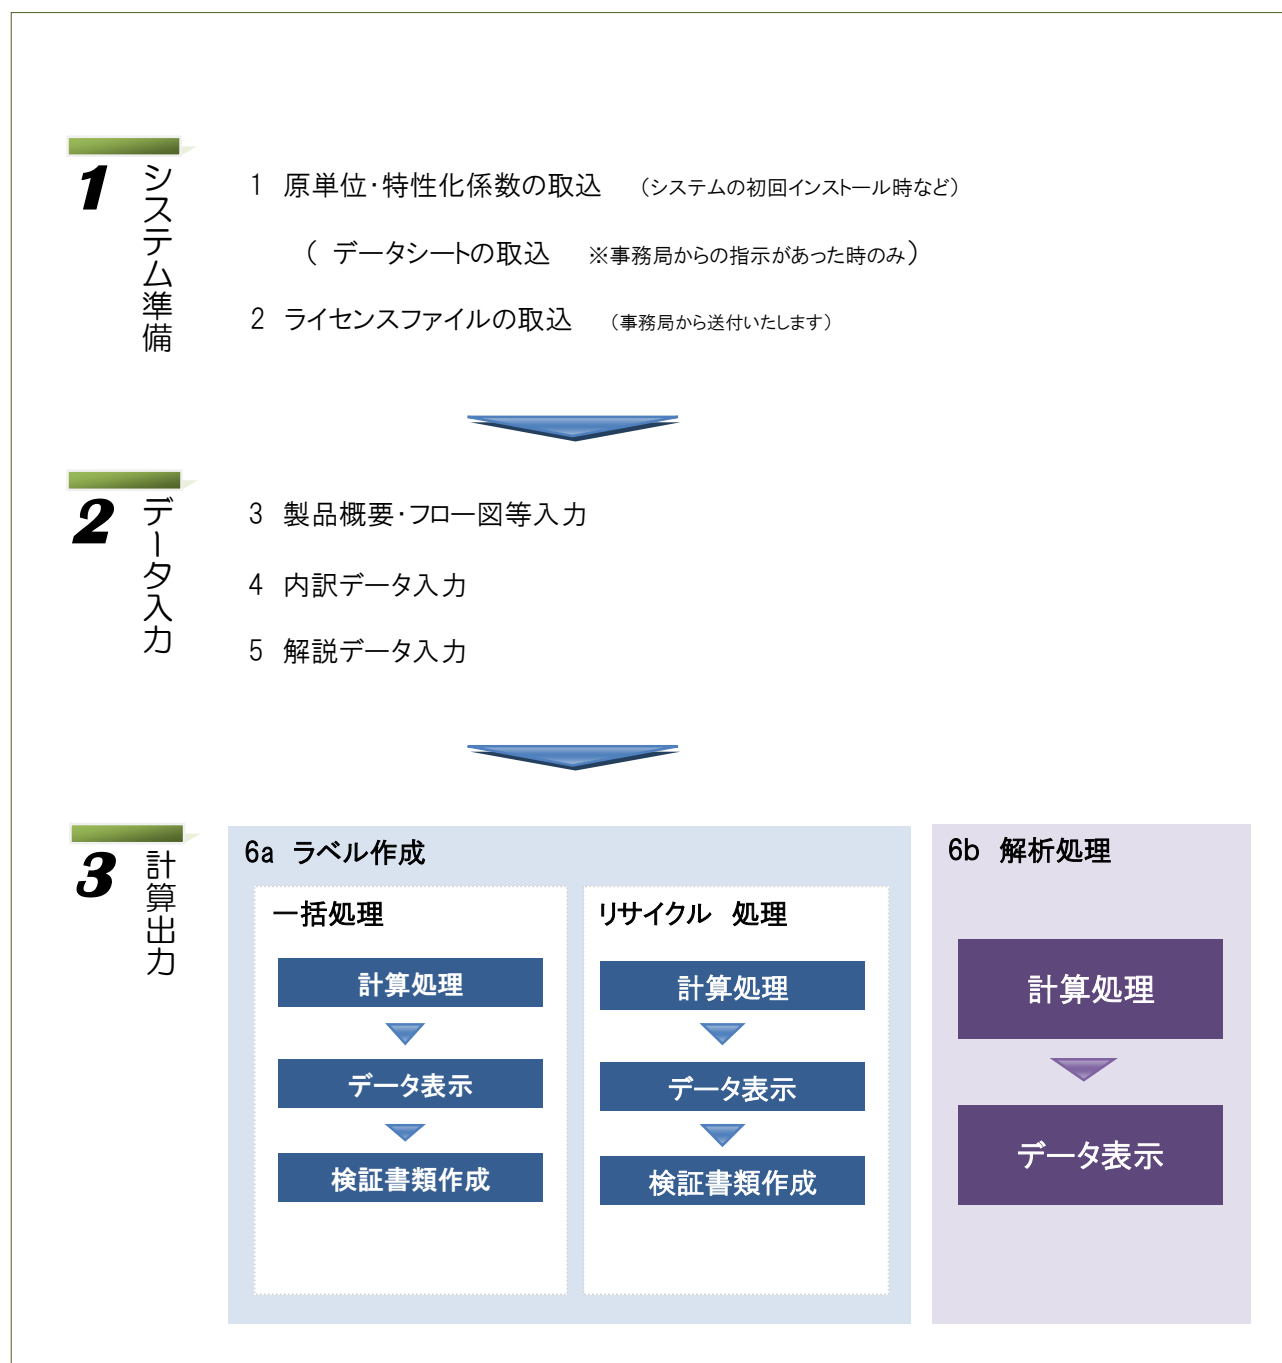 1 システム準備
1 原単位・特性化係数の取込 （システムの初回インストール時など）
（ データシートの取込 ※事務局からの指示があった時のみ）
2 ライセンスファイルの取込 （事務局から送付いたします）
2 データ入力
3 製品概要・フロー図等入力
4 内訳データ入力
5 解説データ入力
3 計算出力
6a ラベル作成
一括処理
計算処理
データ表示
検証書類作成
リサイクル 処理
計算処理
データ表示
検証書類作成
6b 解析処理
計算処理
データ表示